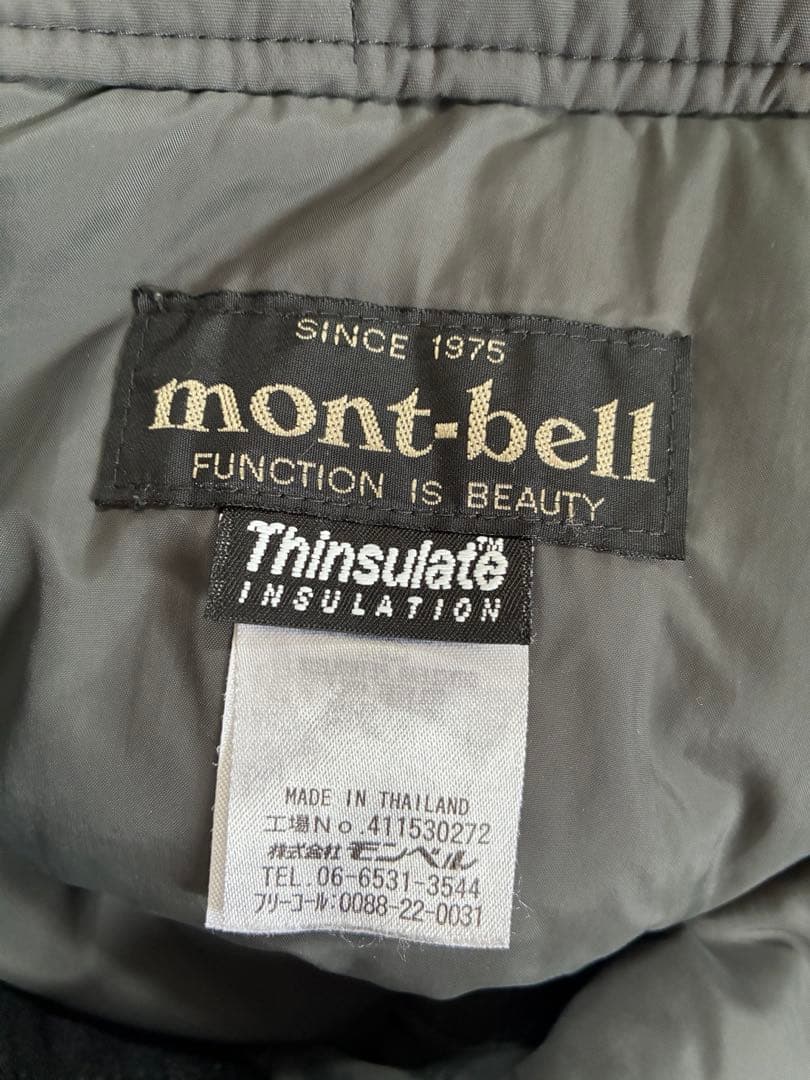 SINCE 1975
mont-bell
FUNCTION IS BEAUTY
Thinsulate™
INSULATION
MADE IN THAILAND
工場No.411530272
株式会社モンベル
TEL.06-6531-3544
フリーコール:0088-22-0031